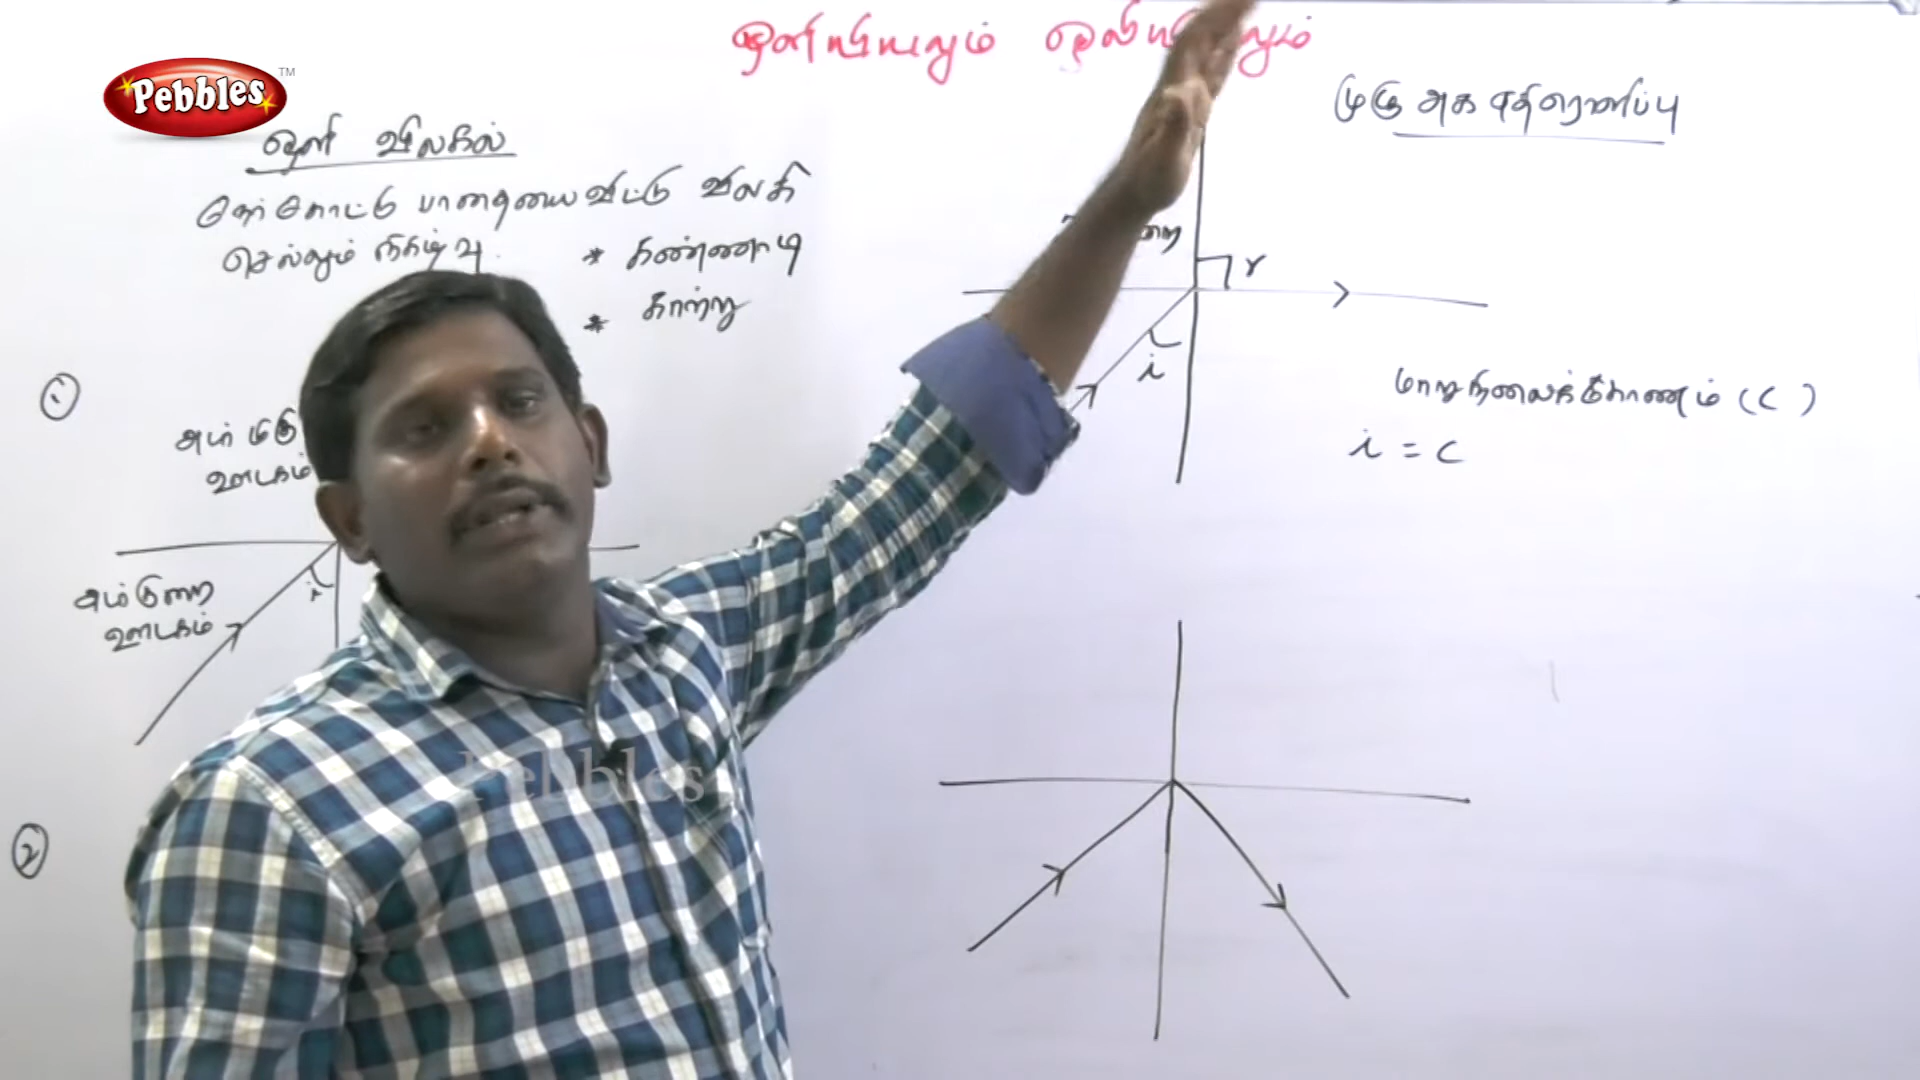 ஒளியியலும் ஒலியியலும்
Pebbles TM
ஒளி விலகல்
நேர்கோட்டு பாதையை விட்டு விலகி
செல்லும் நிகழ்வு.
* கண்ணாடி
* காற்று
1
அடர் மிகு
ஊடகம்
i
அடர்குறை
ஊடகம்
2
முழு அக எதிரொளிப்பு
r
i
மாறுநிலைக்கோணம் (C)
i = C
Pebbles